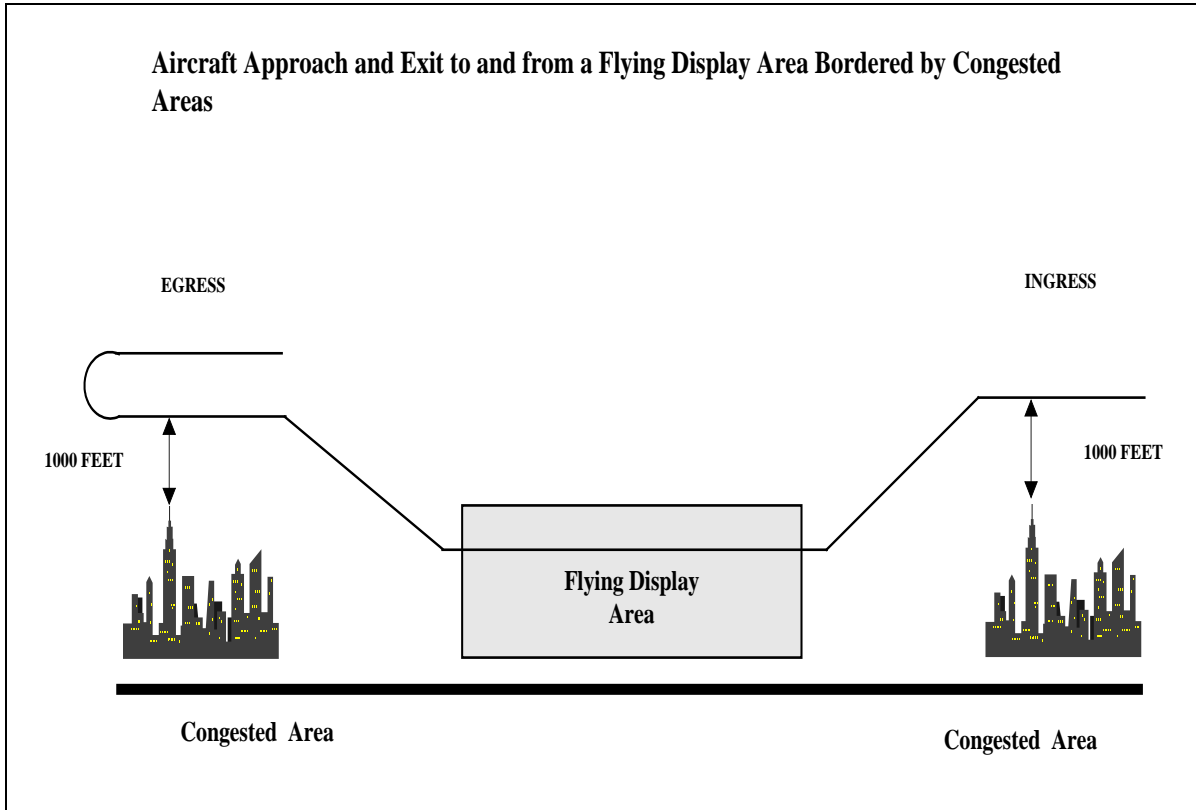 Aircraft Approach and Exit to and from a Flying Display Area Bordered by Congested
Areas
EGRESS
INGRESS
1000 FEET
1000 FEET
Flying Display
Area
Congested Area
Congested Area